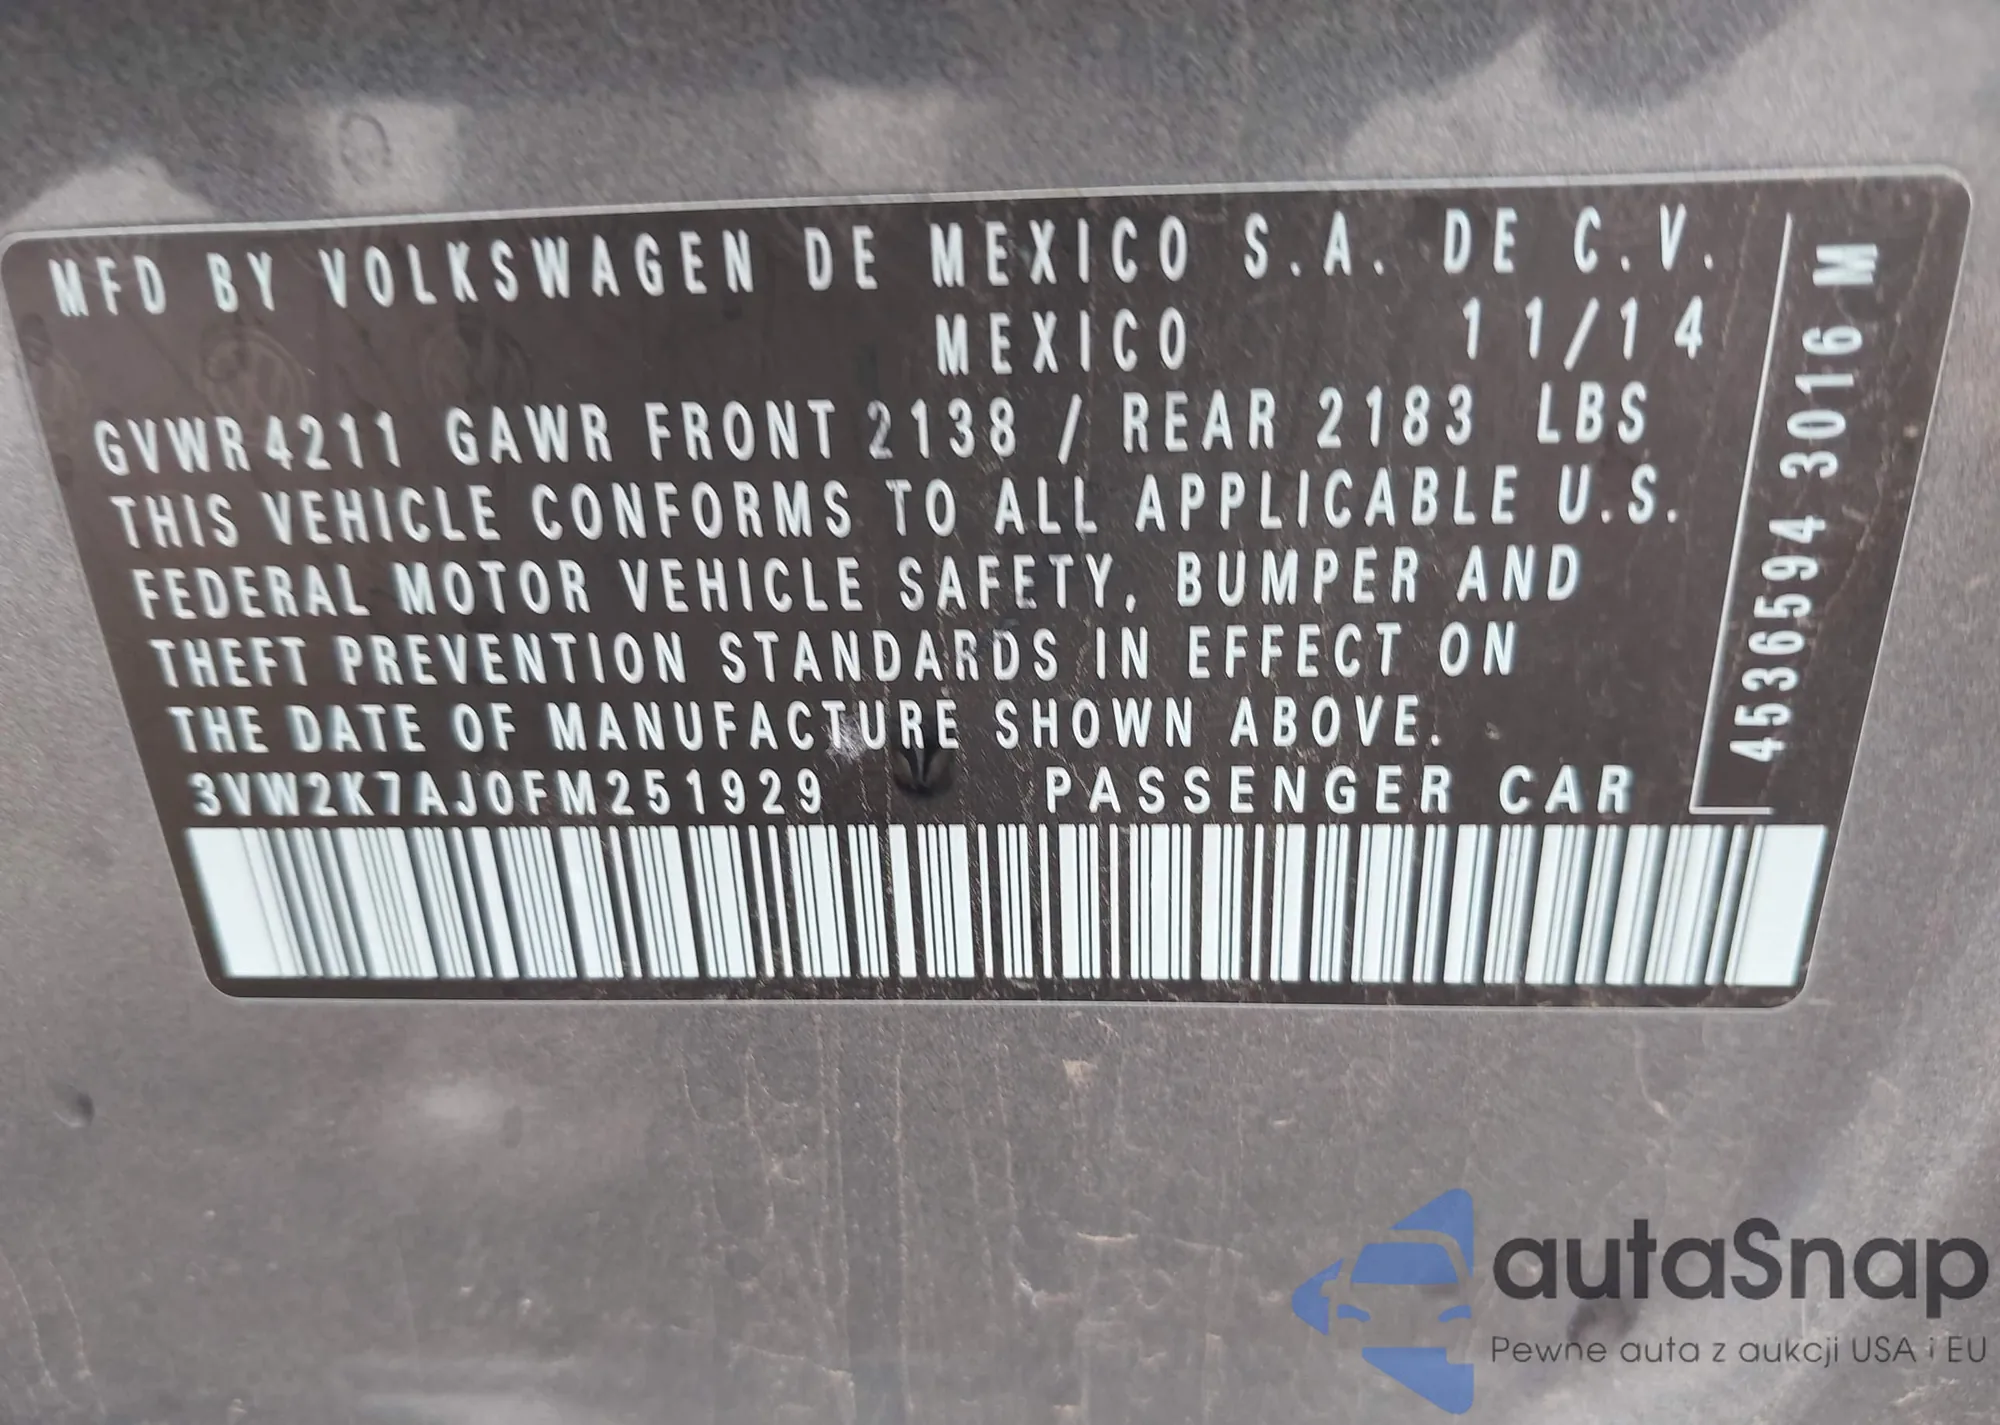 MFD BY VOLKSWAGEN DE MEXICO S.A. DE C.V.
MEXICO 11/14
GVWR 4211 GAWR FRONT 2138 / REAR 2183 LBS
THIS VEHICLE CONFORMS TO ALL APPLICABLE U.S.
FEDERAL MOTOR VEHICLE SAFETY, BUMPER AND
THEFT PREVENTION STANDARDS IN EFFECT ON
THE DATE OF MANUFACTURE SHOWN ABOVE.
3VW2K7AJ0FM251929 PASSENGER CAR
4536594 3016 M
autaSnap
Pewne auta z aukcji USA i EU